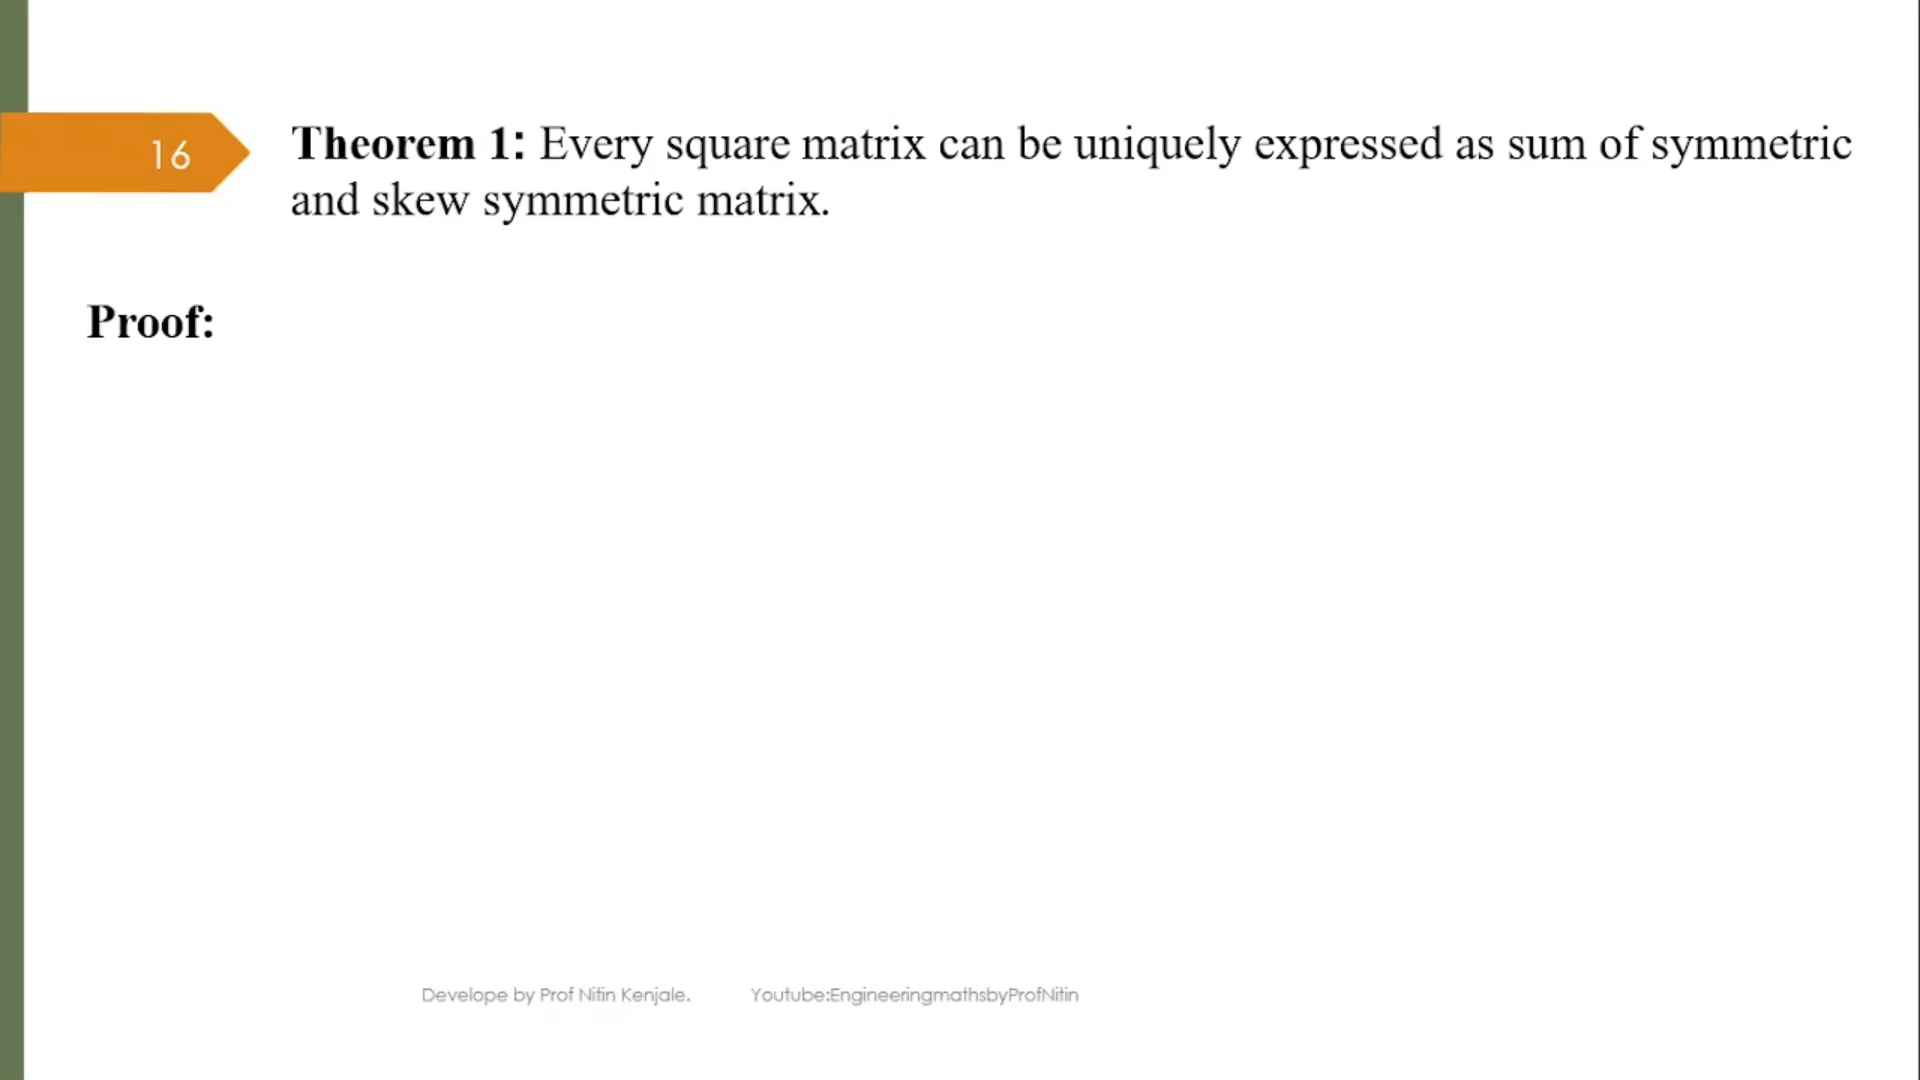 16
Theorem 1: Every square matrix can be uniquely expressed as sum of symmetric
and skew symmetric matrix.
Proof:
Develope by Prof Nitin Kenjale. Youtube:EngineeringmathsbyProfNitin